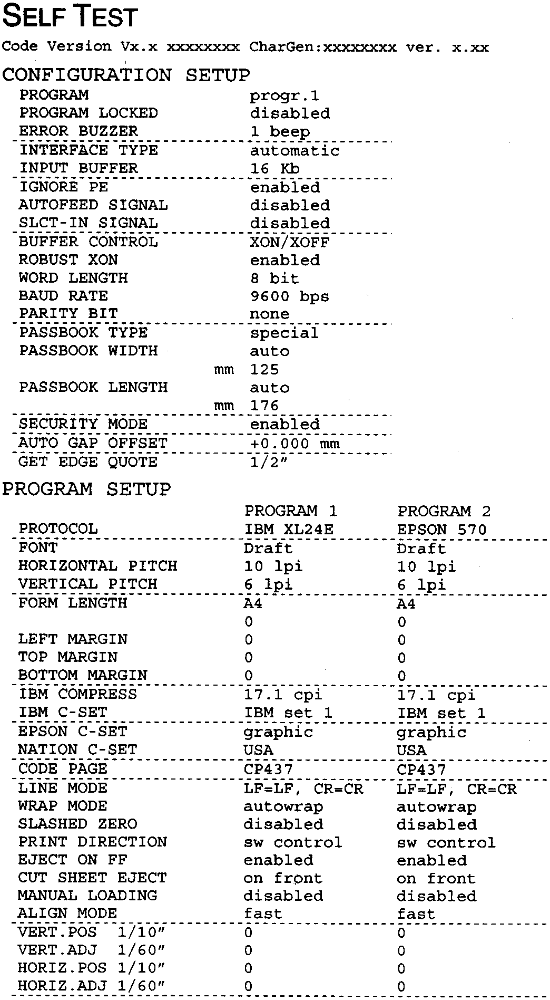 SELF TEST
Code Version Vx.x xxxxxxxx CharGen:xxxxxxxx ver. x.xx
CONFIGURATION SETUP
PROGRAM progr.1
PROGRAM LOCKED disabled
ERROR BUZZER 1 beep
INTERFACE TYPE automatic
INPUT BUFFER 16 Kb
IGNORE PE enabled
AUTOFEED SIGNAL disabled
SLCT-IN SIGNAL disabled
BUFFER CONTROL XON/XOFF
ROBUST XON enabled
WORD LENGTH 8 bit
BAUD RATE 9600 bps
PARITY BIT none
PASSBOOK TYPE special
PASSBOOK WIDTH auto
mm 125
PASSBOOK LENGTH auto
mm 176
SECURITY MODE enabled
AUTO GAP OFFSET +0.000 mm
GET EDGE QUOTE 1/2"
PROGRAM SETUP
PROGRAM 1 PROGRAM 2
PROTOCOL IBM XL24E EPSON 570
FONT Draft Draft
HORIZONTAL PITCH 10 lpi 10 lpi
VERTICAL PITCH 6 lpi 6 lpi
FORM LENGTH A4 A4
0 0
LEFT MARGIN 0 0
TOP MARGIN 0 0
BOTTOM MARGIN 0 0
IBM COMPRESS 17.1 cpi 17.1 cpi
IBM C-SET IBM set 1 IBM set 1
EPSON C-SET graphic graphic
NATION C-SET USA USA
CODE PAGE CP437 CP437
LINE MODE LF=LF, CR=CR LF=LF, CR=CR
WRAP MODE autowrap autowrap
SLASHED ZERO disabled disabled
PRINT DIRECTION sw control sw control
EJECT ON FF enabled enabled
CUT SHEET EJECT on front on front
MANUAL LOADING disabled disabled
ALIGN MODE fast fast
VERT.POS 1/10" 0 0
VERT.ADJ 1/60" 0 0
HORIZ.POS 1/10" 0 0
HORIZ.ADJ 1/60" 0 0